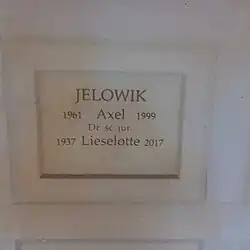 JELOWIK
1961 Axel 1999
Dr. sc. jur.
1937 Lieselotte 2017